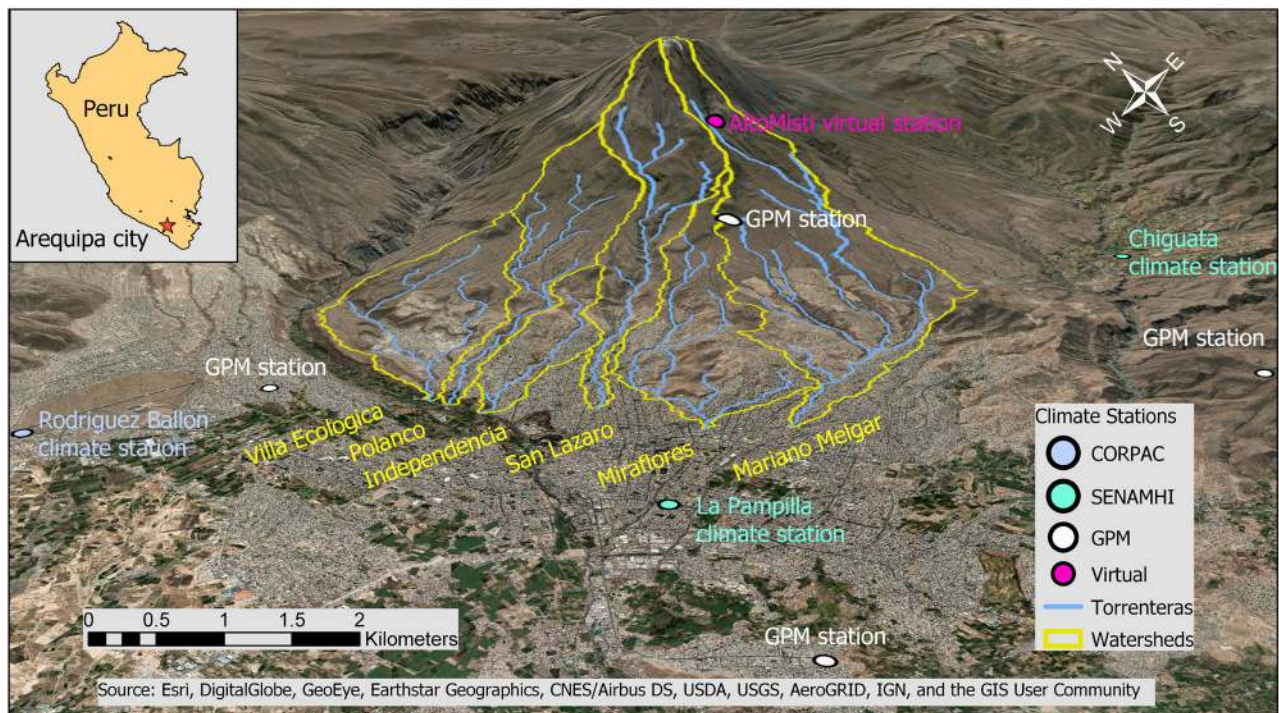 Peru
Arequipa city
N
E
W
S
AltoMisti virtual station
GPM station
Chiguata
climate station
GPM station
GPM station
Rodriguez Ballon
climate station
Villa Ecologica
Polanco
Independencia
San Lazaro
Miraflores
Mariano Melgar
La Pampilla
climate station
GPM station
Climate Stations
CORPAC
SENAMHI
GPM
Virtual
Torrenteras
Watersheds
0 0.5 1 2
Kilometers
Source: Esri, DigitalGlobe, GeoEye, Earthstar Geographics, CNES/Airbus DS, USDA, USGS, AeroGRID, IGN, and the GIS User Community